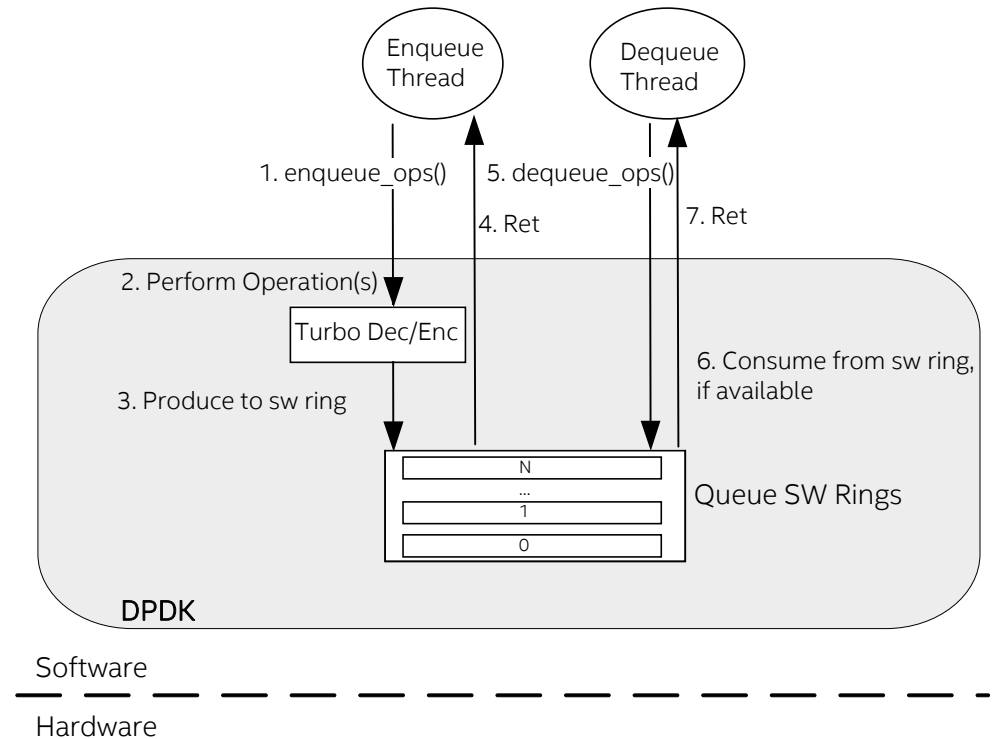 Enqueue
Thread
Dequeue
Thread
1. enqueue_ops()
5. dequeue_ops()
4. Ret
7. Ret
2. Perform Operation(s)
Turbo Dec/Enc
3. Produce to sw ring
6. Consume from sw ring,
if available
N
...
1
0
Queue SW Rings
DPDK
Software
Hardware